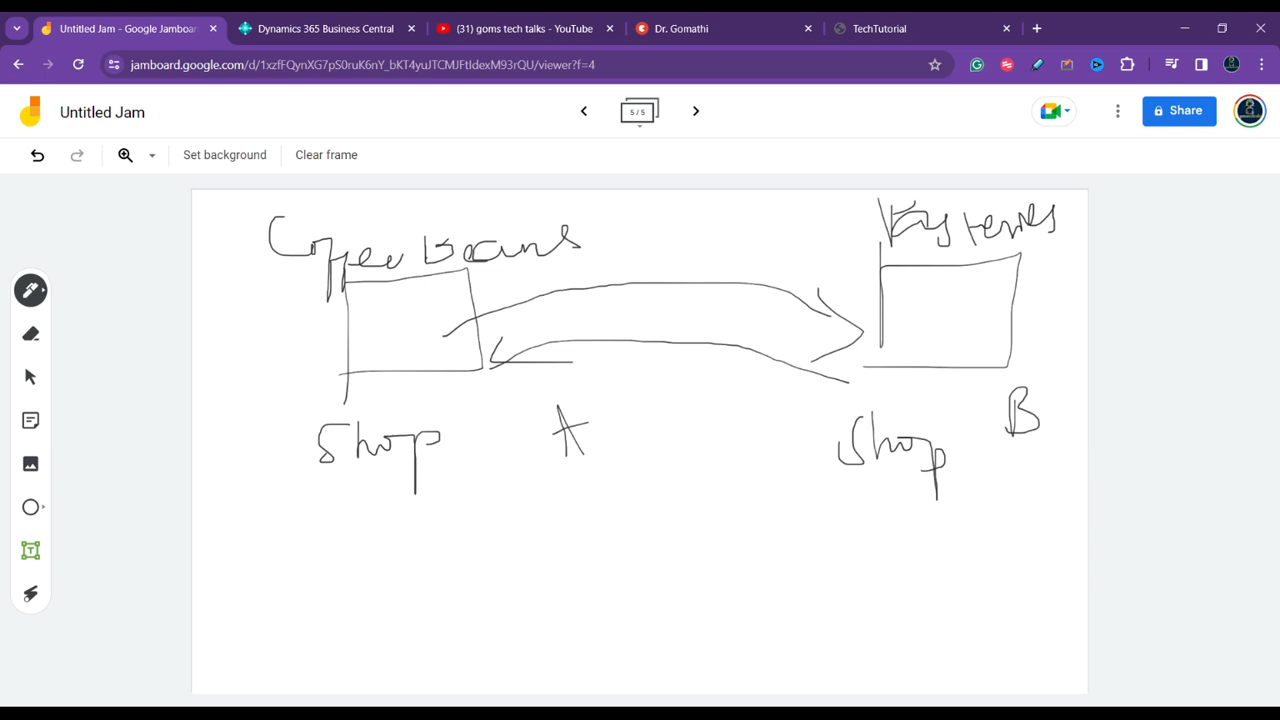 Untitled Jam - Google Jamboar
Dynamics 365 Business Central
(31) goms tech talks - YouTube
Dr. Gomathi
TechTutorial
jamboard.google.com/d/1xzfFQynXG7pS0ruK6nY_bKT4yuJTCMJFtIdexM93rQU/viewer?f=4
Untitled Jam
5 / 5
Share
Set background
Clear frame
Coffee Beans
Shop A
Shop B